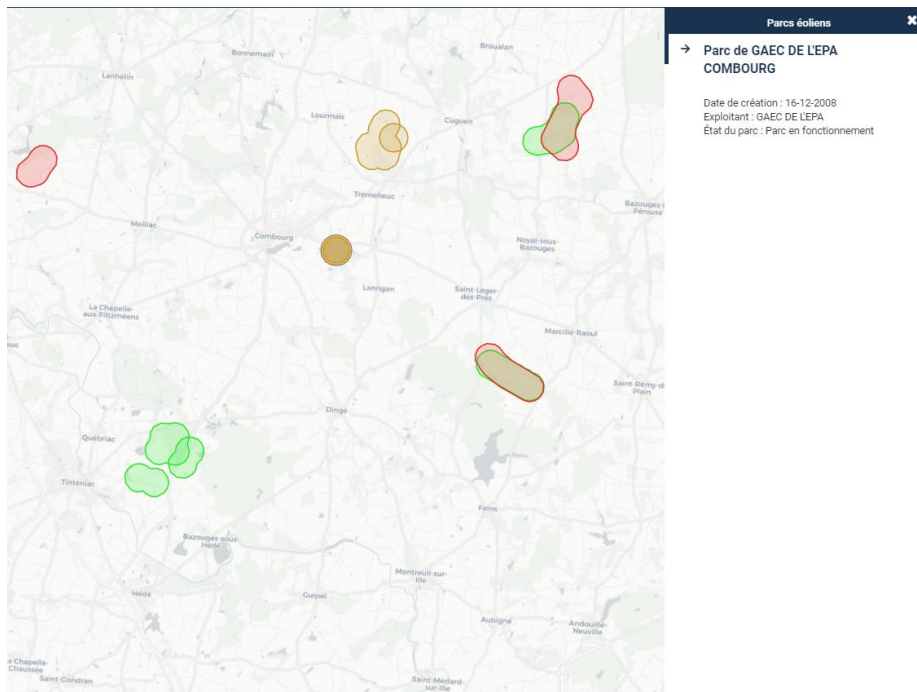 Parcs éoliens
Parc de GAEC DE L'EPA
COMBOURG
Date de création : 16-12-2008
Exploitant : GAEC DE L'EPA
État du parc : Parc en fonctionnement
Broualan
Bonnemain
Lanhélin
Lourmais
Cuguen
Trémeheuc
Bazouges-l
Pérouse
Meillac
Combourg
Noyal-sous-
Bazouges
Lanrigan
Saint-Léger
des-Prés
La Chapelle-
aux-Filtzméens
Marcillé-Raoul
euc
Saint-Rémy-d
Plain
Dingé
Québriac
Tinténiac
Feins
Bazouges-sous
Hédé
Montreuil-sur-
Ille
Hédé
Guipel
Aubigné
Andouillé-
Neuville
a Chapelle-
Chaussée
Saint-Gondran
Saint-Médard
sur-Ille